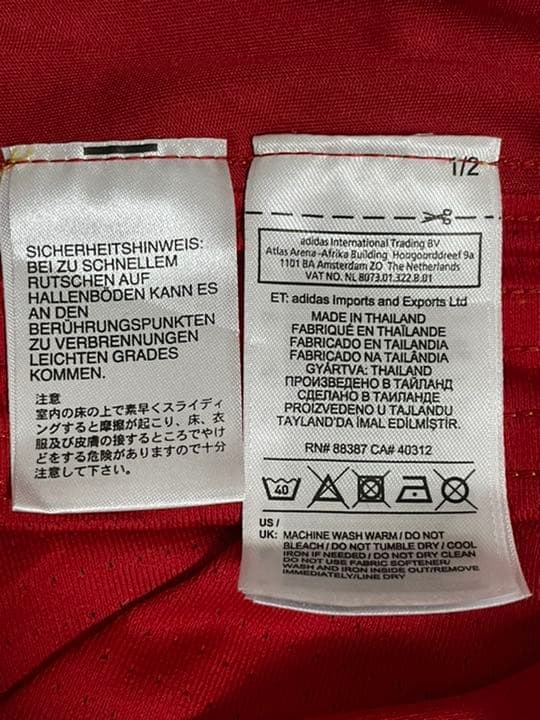 SICHERHEITSHINWEIS:
BEI ZU SCHNELLEM
RUTSCHEN AUF
HALLENBÖDEN KANN ES
AN DEN
BERÜHRUNGSPUNKTEN
ZU VERBRENNUNGEN
LEICHTEN GRADES
KOMMEN.
注意
室内の床の上で素早くスライディ
ングすると摩擦が起こり、床、衣
服及び皮膚の接するところでやけ
どをする危険がありますので十分
注意して下さい。
1/2
adidas International Trading BV
Atlas Arena -Afrika Building Hoogoorddreef 9a
1101 BA Amsterdam ZO The Netherlands
VAT NO. NL 8073.01.322.B.01
ET: adidas Imports and Exports Ltd
MADE IN THAILAND
FABRIQUÉ EN THAÏLANDE
FABRICADO EN TAILANDIA
FABRICADO NA TAILÂNDIA
GYÁRTVA: THAILAND
ПРОИЗВЕДЕНО В ТАЙЛАНД
СДЕЛАНО В ТАИЛАНДЕ
PROIZVEDENO U TAJLANDU
TAYLAND'DA İMAL EDİLMİŞTİR.
RN# 88387 CA# 40312
40
US /
UK: MACHINE WASH WARM / DO NOT
BLEACH / DO NOT TUMBLE DRY / COOL
IRON IF NEEDED / DO NOT DRY CLEAN
DO NOT USE FABRIC SOFTENER/
WASH AND IRON INSIDE OUT/REMOVE
IMMEDIATELY/LINE DRY